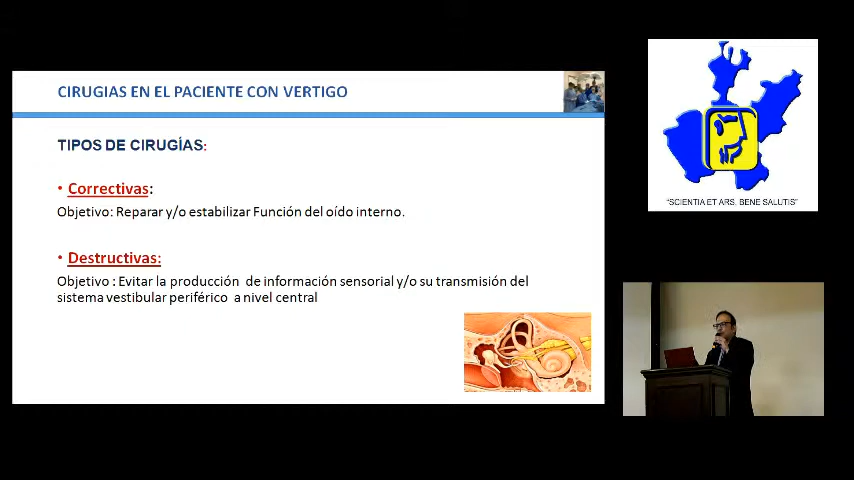 CIRUGIAS EN EL PACIENTE CON VERTIGO
TIPOS DE CIRUGÍAS:
• Correctivas:
Objetivo: Reparar y/o estabilizar Función del oído interno.
• Destructivas:
Objetivo : Evitar la producción de información sensorial y/o su transmisión del
sistema vestibular periférico a nivel central
"SCIENTIA ET ARS, BENE SALUTIS"